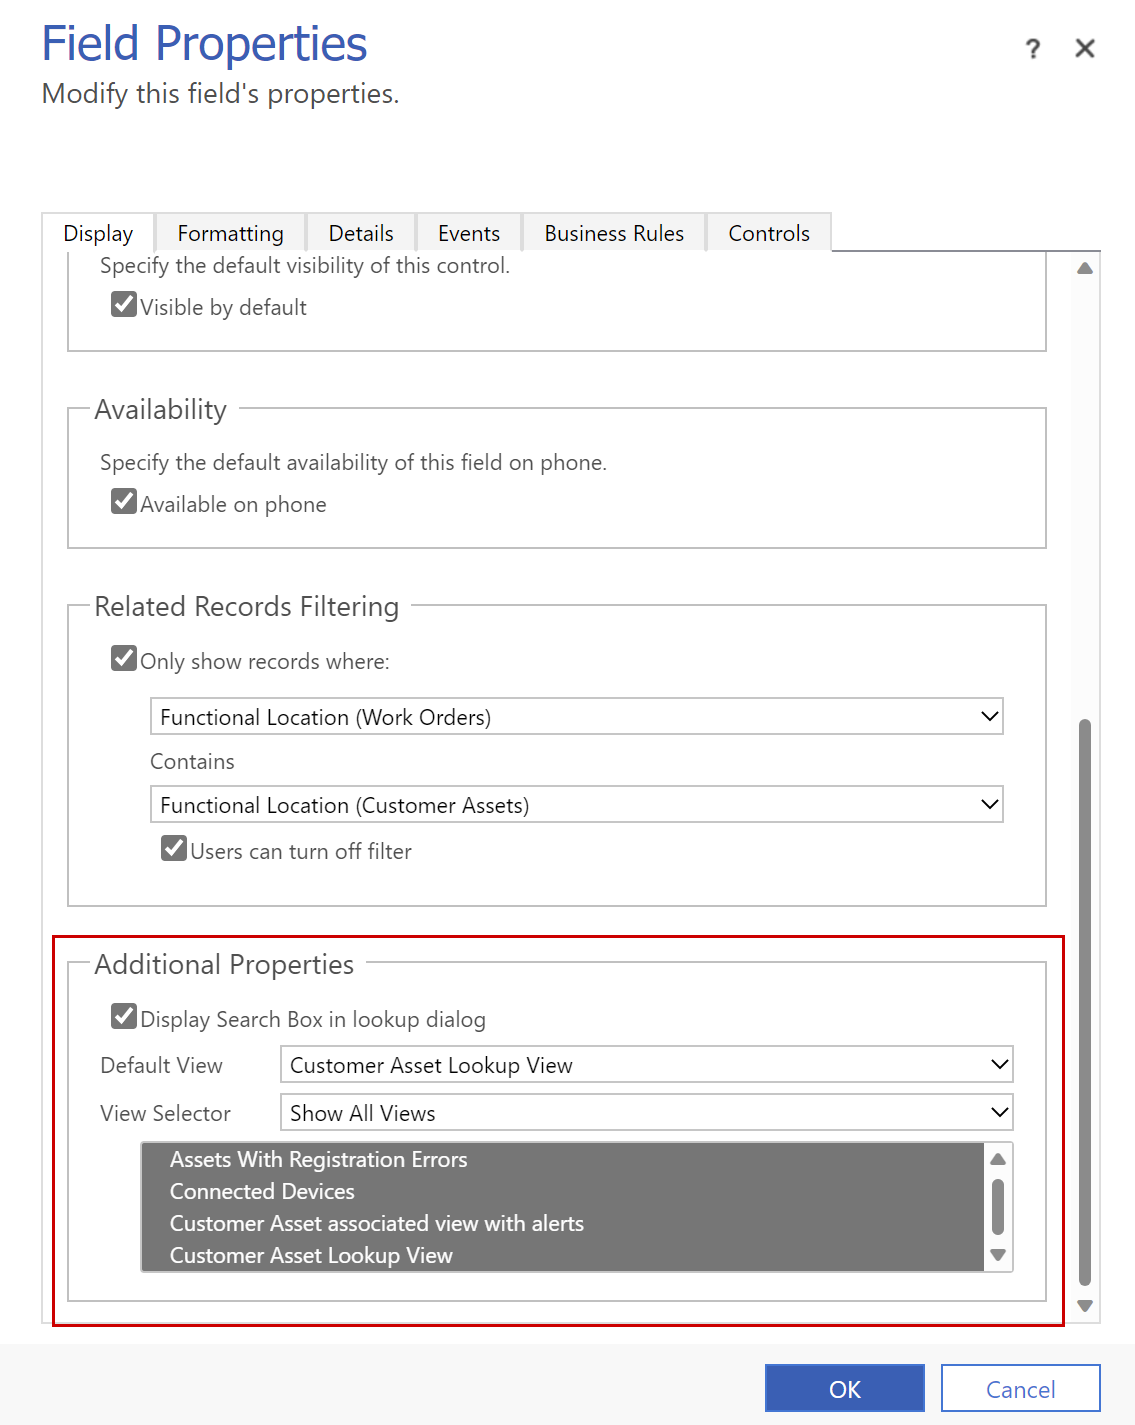 Field Properties
?
Modify this field's properties.
Display Formatting Details Events Business Rules Controls
Specify the default visibility of this control.
Visible by default
Availability
Specify the default availability of this field on phone.
Available on phone
Related Records Filtering
Only show records where:
Functional Location (Work Orders)
Contains
Functional Location (Customer Assets)
Users can turn off filter
Additional Properties
Display Search Box in lookup dialog
Default View Customer Asset Lookup View
View Selector Show All Views
Assets With Registration Errors
Connected Devices
Customer Asset associated view with alerts
Customer Asset Lookup View
OK Cancel